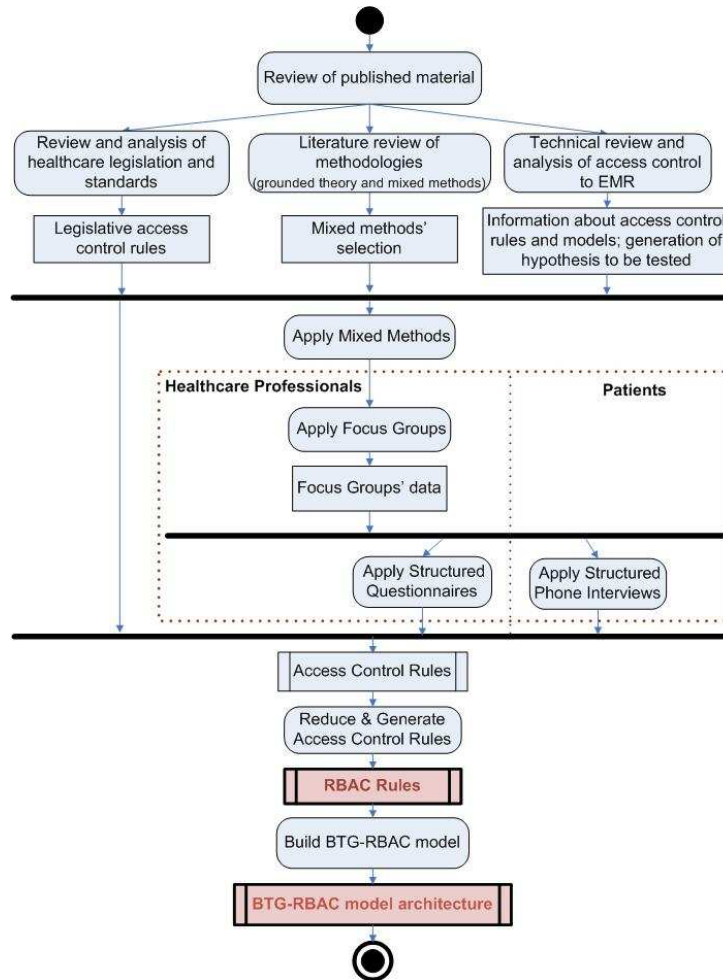 Review of published material
Review and analysis of
healthcare legislation and
standards
Literature review of
methodologies
(grounded theory and mixed methods)
Technical review and
analysis of access control
to EMR
Legislative access
control rules
Mixed methods'
selection
Information about access control
rules and models; generation of
hypothesis to be tested
Apply Mixed Methods
Healthcare Professionals
Patients
Apply Focus Groups
Focus Groups' data
Apply Structured
Questionnaires
Apply Structured
Phone Interviews
Access Control Rules
Reduce & Generate
Access Control Rules
RBAC Rules
Build BTG-RBAC model
BTG-RBAC model architecture